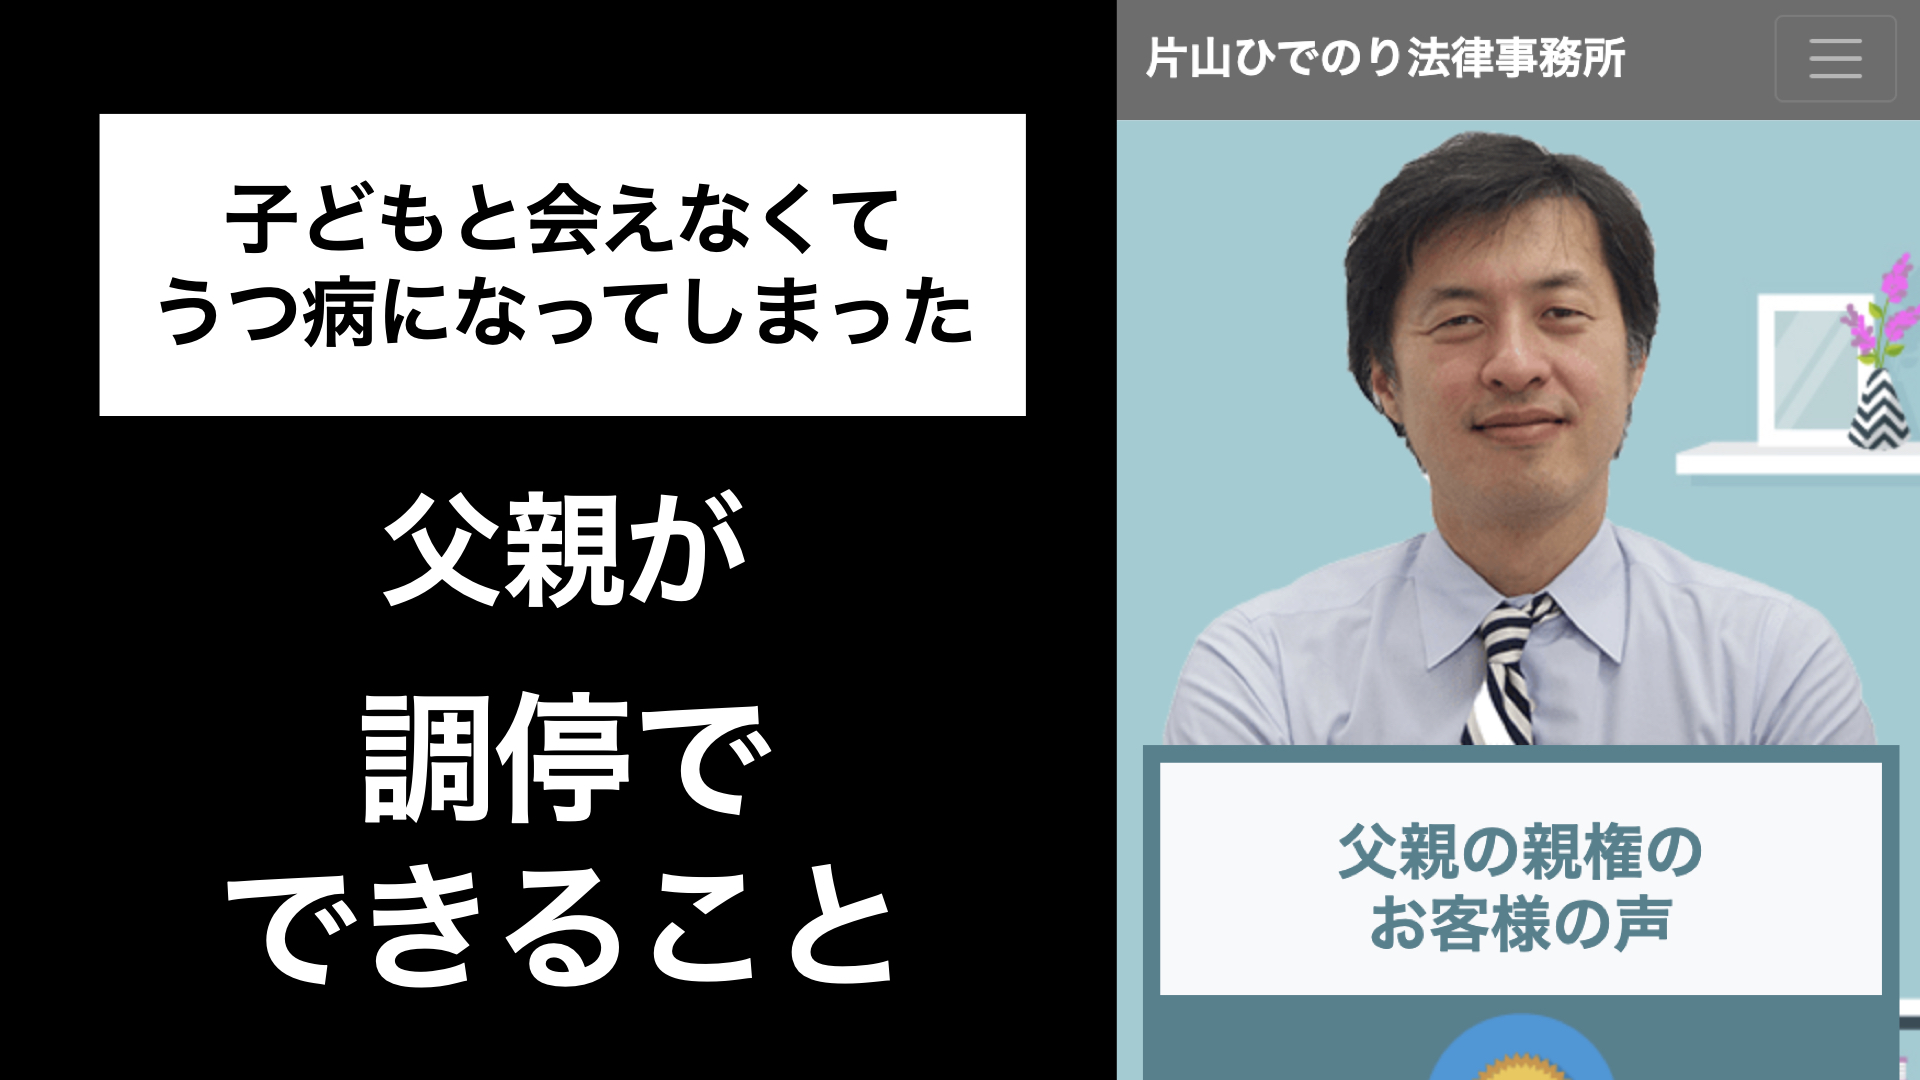 子どもと会えなくて
うつ病になってしまった
父親が
調停で
できること
片山ひでのり法律事務所
父親の親権の
お客様の声